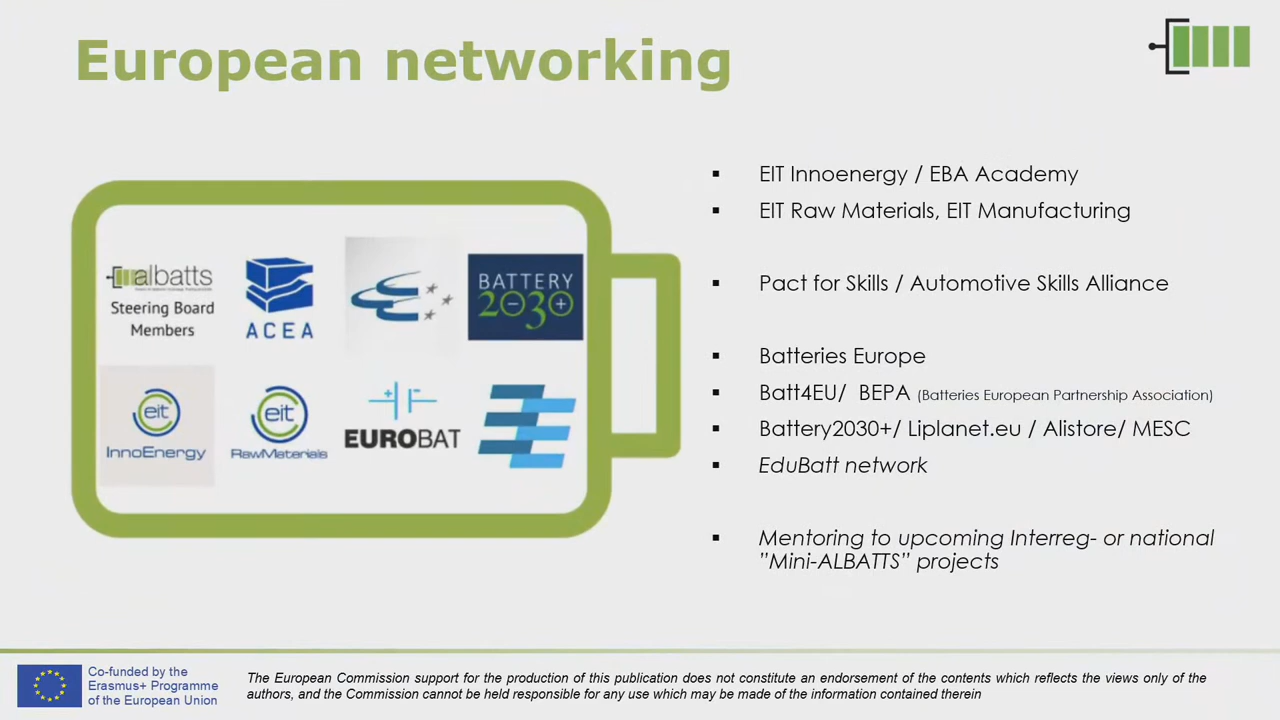 European networking
▪ EIT Innoenergy / EBA Academy
▪ EIT Raw Materials, EIT Manufacturing
▪ Pact for Skills / Automotive Skills Alliance
▪ Batteries Europe
▪ Batt4EU/ BEPA (Batteries European Partnership Association)
▪ Battery2030+/ Liplanet.eu / Alistore/ MESC
▪ EduBatt network
▪ Mentoring to upcoming Interreg- or national
”Mini-ALBATTS” projects
albatts
Steering Board
Members
ACEA
BATTERY
2030
eit
InnoEnergy
eit
RawMaterials
EUROBAT
Co-funded by the
Erasmus+ Programme
of the European Union
The European Commission support for the production of this publication does not constitute an endorsement of the contents which reflects the views only of the
authors, and the Commission cannot be held responsible for any use which may be made of the information contained therein